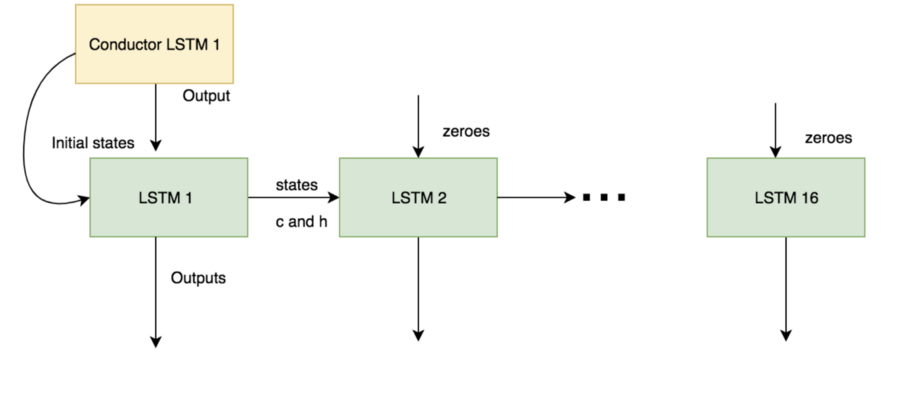 Conductor LSTM 1
Output
zeroes
zeroes
Initial states
LSTM 1
states
c and h
LSTM 2
LSTM 16
Outputs